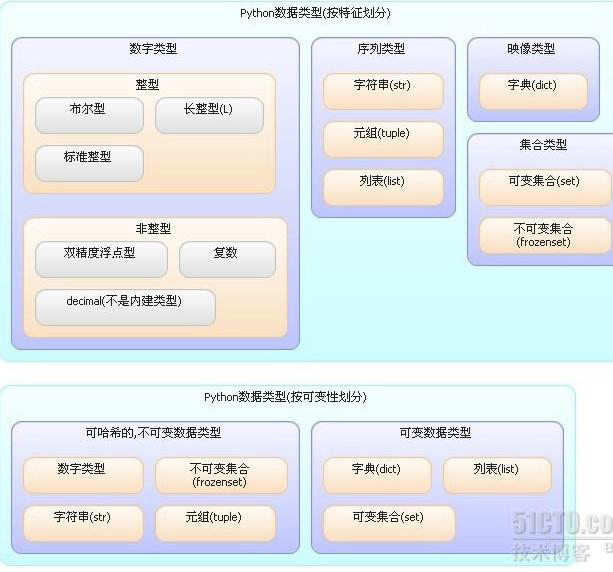 Python数据类型(按特征划分)
数字类型
整型
布尔型
长整型(L)
标准整型
非整型
双精度浮点型
复数
decimal(不是内建类型)
序列类型
字符串(str)
元组(tuple)
列表(list)
映像类型
字典(dict)
集合类型
可变集合(set)
不可变集合
(frozenset)
Python数据类型(按可变性划分)
可哈希的,不可变数据类型
数字类型
不可变集合
(frozenset)
字符串(str)
元组(tuple)
可变数据类型
字典(dict)
列表(list)
可变集合(set)
51CTO.co
技术博客